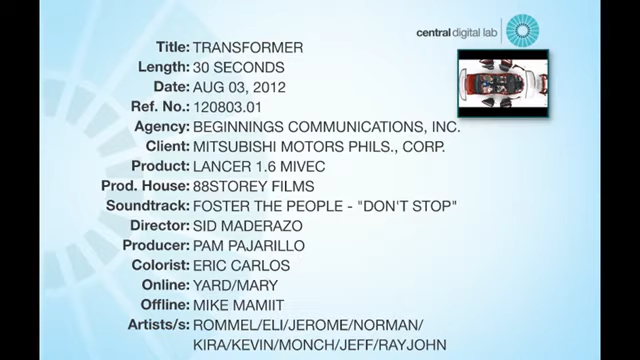 central digital lab
Title: TRANSFORMER
Length: 30 SECONDS
Date: AUG 03, 2012
Ref. No.: 120803.01
Agency: BEGINNINGS COMMUNICATIONS, INC.
Client: MITSUBISHI MOTORS PHILS., CORP.
Product: LANCER 1.6 MIVEC
Prod. House: 88STOREY FILMS
Soundtrack: FOSTER THE PEOPLE - "DON'T STOP"
Director: SID MADERAZO
Producer: PAM PAJARILLO
Colorist: ERIC CARLOS
Online: YARD/MARY
Offline: MIKE MAMIIT
Artists/s: ROMMEL/ELI/JEROME/NORMAN/
KIRA/KEVIN/MONCH/JEFF/RAYJOHN